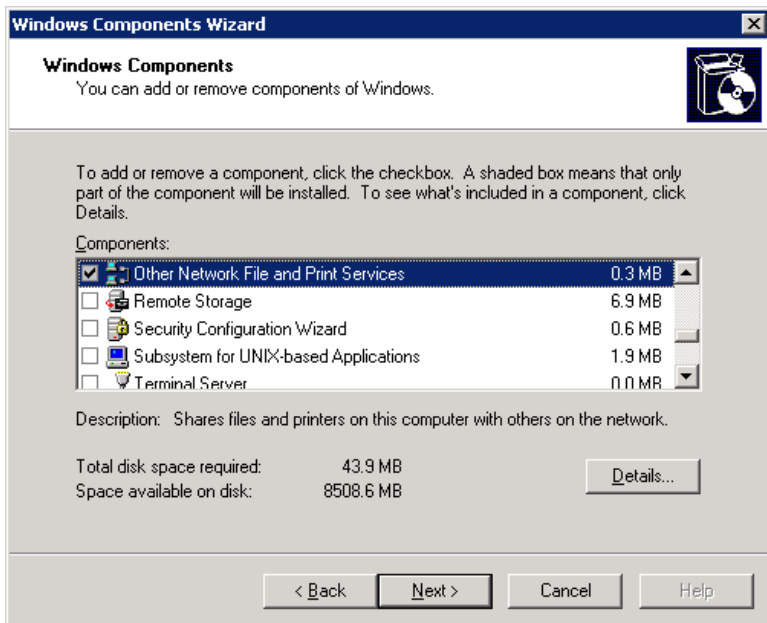 Windows Components Wizard
Windows Components
You can add or remove components of Windows.
To add or remove a component, click the checkbox. A shaded box means that only
part of the component will be installed. To see what's included in a component, click
Details.
Components:
Other Network File and Print Services 0.3 MB
Remote Storage 6.9 MB
Security Configuration Wizard 0.6 MB
Subsystem for UNIX-based Applications 1.9 MB
Terminal Server 0.0 MB
Description: Shares files and printers on this computer with others on the network.
Total disk space required: 43.9 MB
Space available on disk: 8508.6 MB
Details...
< Back Next > Cancel Help